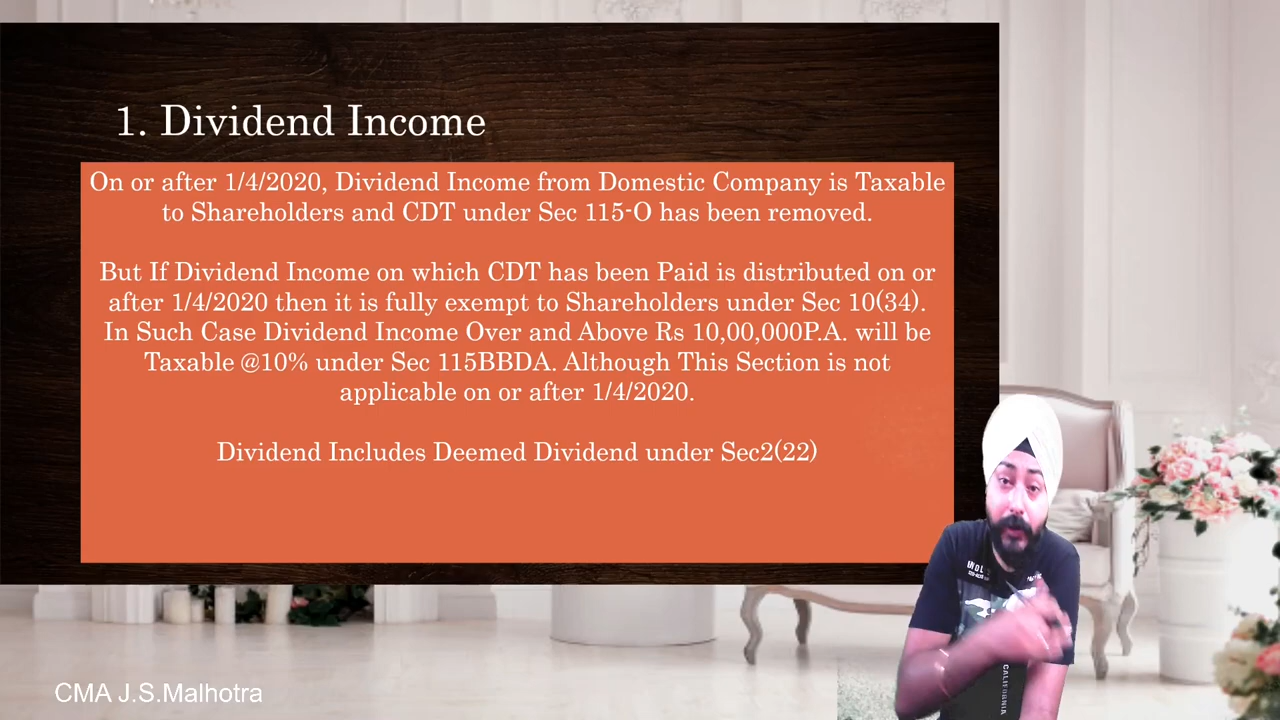 1. Dividend Income
On or after 1/4/2020, Dividend Income from Domestic Company is Taxable
to Shareholders and CDT under Sec 115-O has been removed.
But If Dividend Income on which CDT has been Paid is distributed on or
after 1/4/2020 then it is fully exempt to Shareholders under Sec 10(34).
In Such Case Dividend Income Over and Above Rs 10,00,000P.A. will be
Taxable @10% under Sec 115BBDA. Although This Section is not
applicable on or after 1/4/2020.
Dividend Includes Deemed Dividend under Sec2(22)
CALIFORNIA
CMA J.S.Malhotra